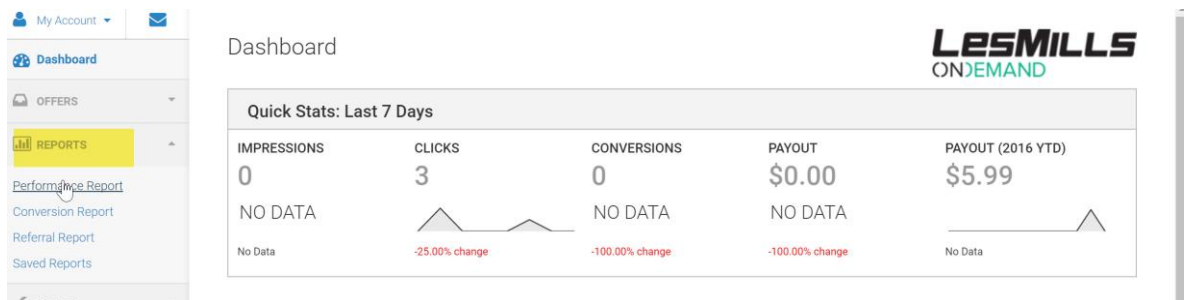 My Account
Dashboard
OFFERS
REPORTS
Performance Report
Conversion Report
Referral Report
Saved Reports
Dashboard
LESMILLS
ONDEMAND
Quick Stats: Last 7 Days
IMPRESSIONS CLICKS CONVERSIONS PAYOUT PAYOUT (2016 YTD)
0 3 0 $0.00 $5.99
NO DATA NO DATA NO DATA
No Data -25.00% change -100.00% change -100.00% change No Data